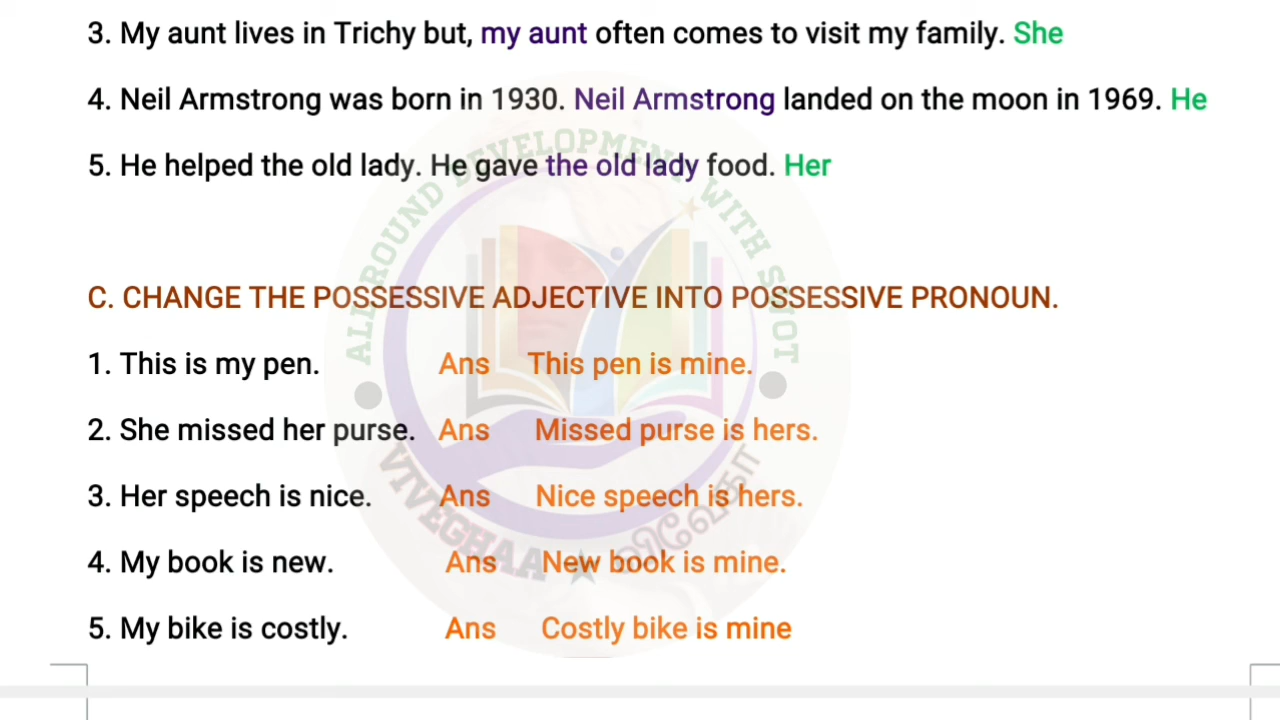 3. My aunt lives in Trichy but, my aunt often comes to visit my family. She
4. Neil Armstrong was born in 1930. Neil Armstrong landed on the moon in 1969. He
5. He helped the old lady. He gave the old lady food. Her
ALLROUND DEVELOPMENT WITH SMOT
C. CHANGE THE POSSESSIVE ADJECTIVE INTO POSSESSIVE PRONOUN.
1. This is my pen. Ans This pen is mine.
2. She missed her purse. Ans Missed purse is hers.
3. Her speech is nice. Ans Nice speech is hers.
4. My book is new. Ans New book is mine.
5. My bike is costly. Ans Costly bike is mine
VIVEGHAA ★ விவேகா